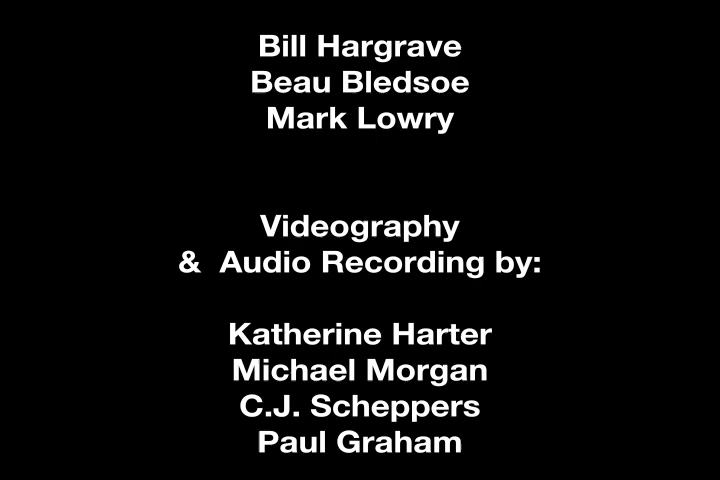 Bill Hargrave
Beau Bledsoe
Mark Lowry
Videography
& Audio Recording by:
Katherine Harter
Michael Morgan
C.J. Scheppers
Paul Graham